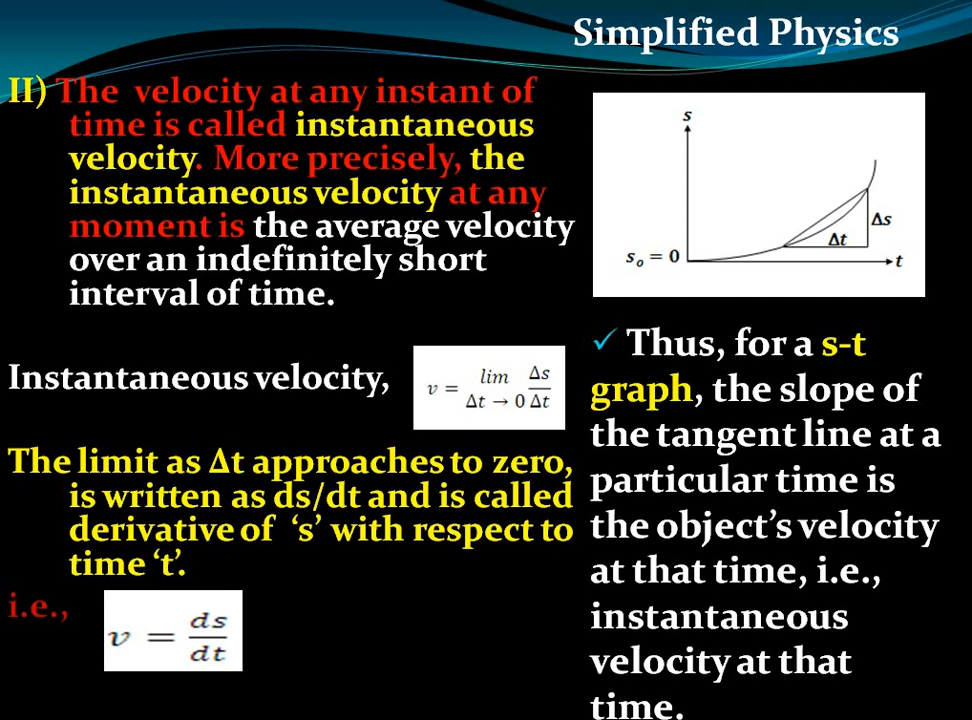 Simplified Physics
II) The velocity at any instant of
time is called instantaneous
velocity. More precisely, the
instantaneous velocity at any
moment is the average velocity
over an indefinitely short
interval of time.
Instantaneous velocity,
v = lim Δs
Δt → 0 Δt
The limit as Δt approaches to zero,
is written as ds/dt and is called
derivative of 's' with respect to
time 't'.
i.e.,
v = ds
dt
s
Δs
Δt
s₀ = 0
t
✓ Thus, for a s-t
graph, the slope of
the tangent line at a
particular time is
the object's velocity
at that time, i.e.,
instantaneous
velocity at that
time.